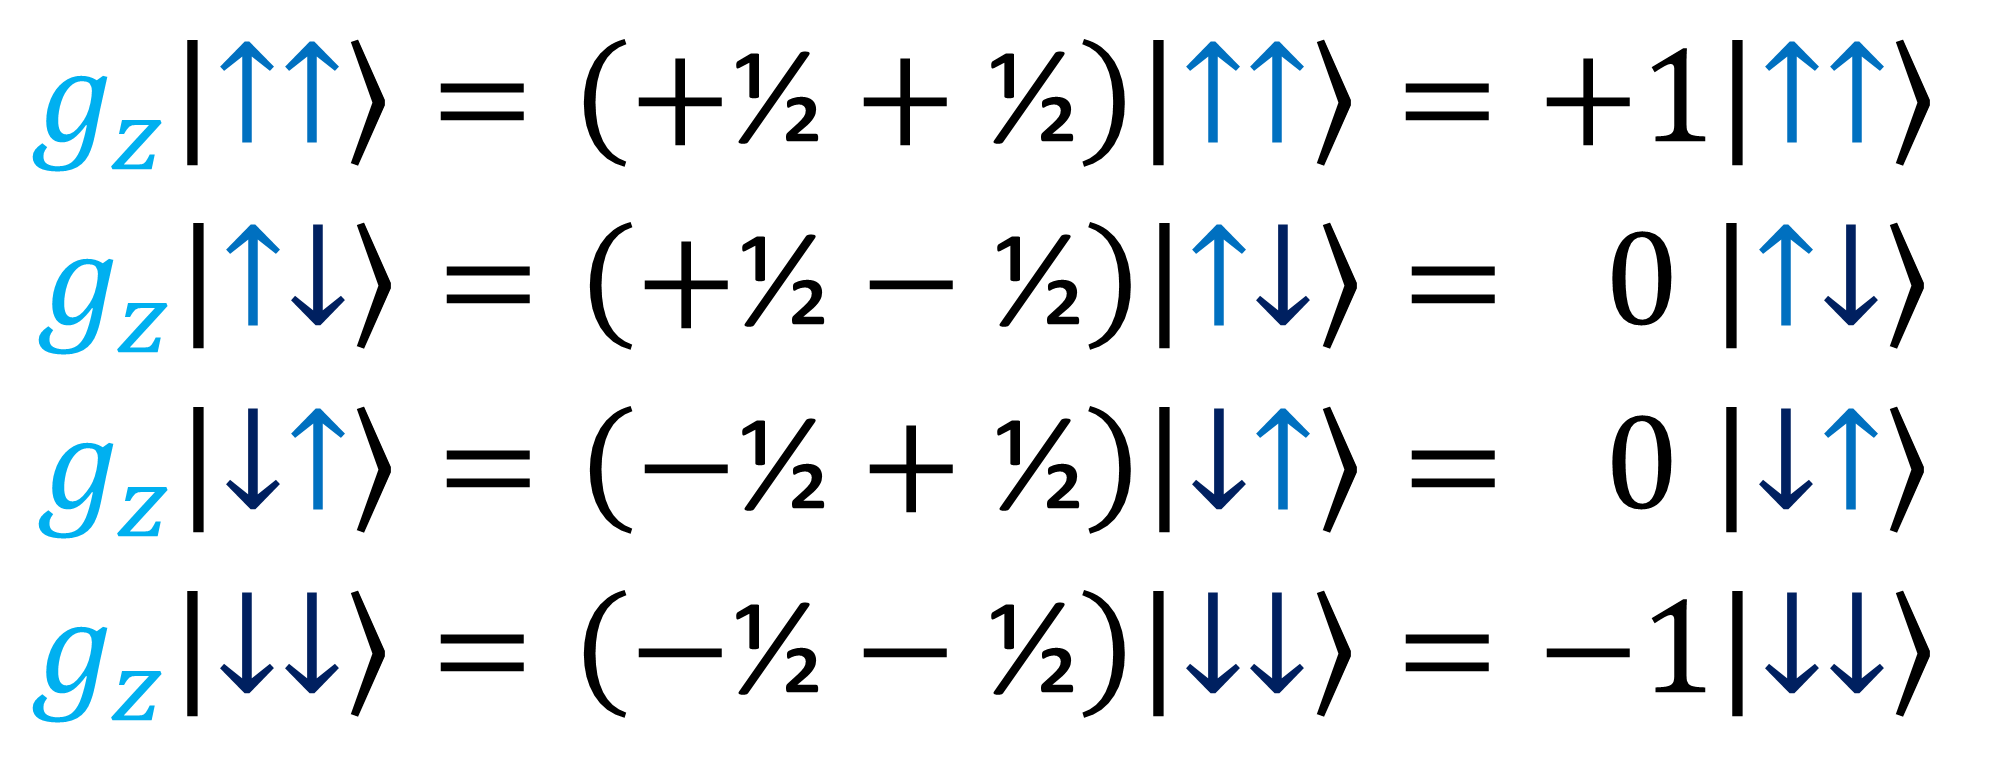 g_z|↑↑⟩ = (+½ + ½)|↑↑⟩ = +1|↑↑⟩
g_z|↑↓⟩ = (+½ − ½)|↑↓⟩ = 0 |↑↓⟩
g_z|↓↑⟩ = (−½ + ½)|↓↑⟩ = 0 |↓↑⟩
g_z|↓↓⟩ = (−½ − ½)|↓↓⟩ = −1|↓↓⟩